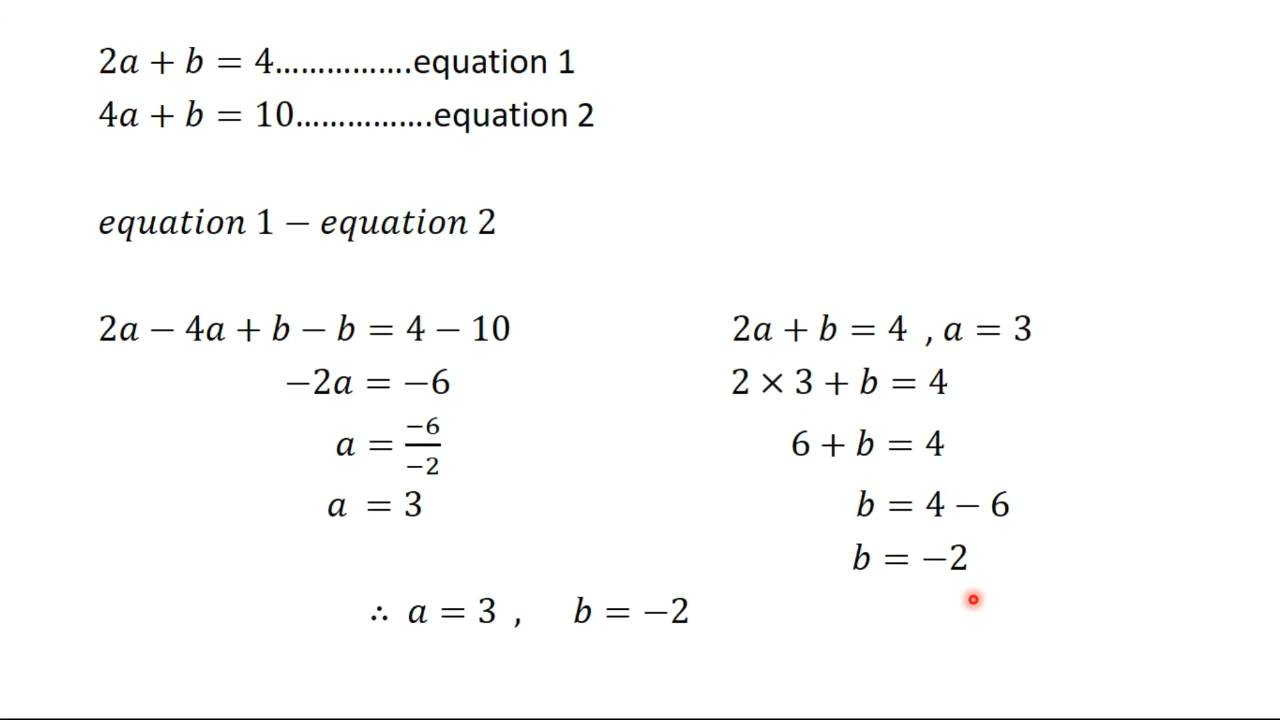 2a + b = 4................equation 1
4a + b = 10................equation 2
equation 1 − equation 2
2a − 4a + b − b = 4 − 10
−2a = −6
a = −6/−2
a = 3
2a + b = 4 , a = 3
2 × 3 + b = 4
6 + b = 4
b = 4 − 6
b = −2
∴ a = 3 , b = −2